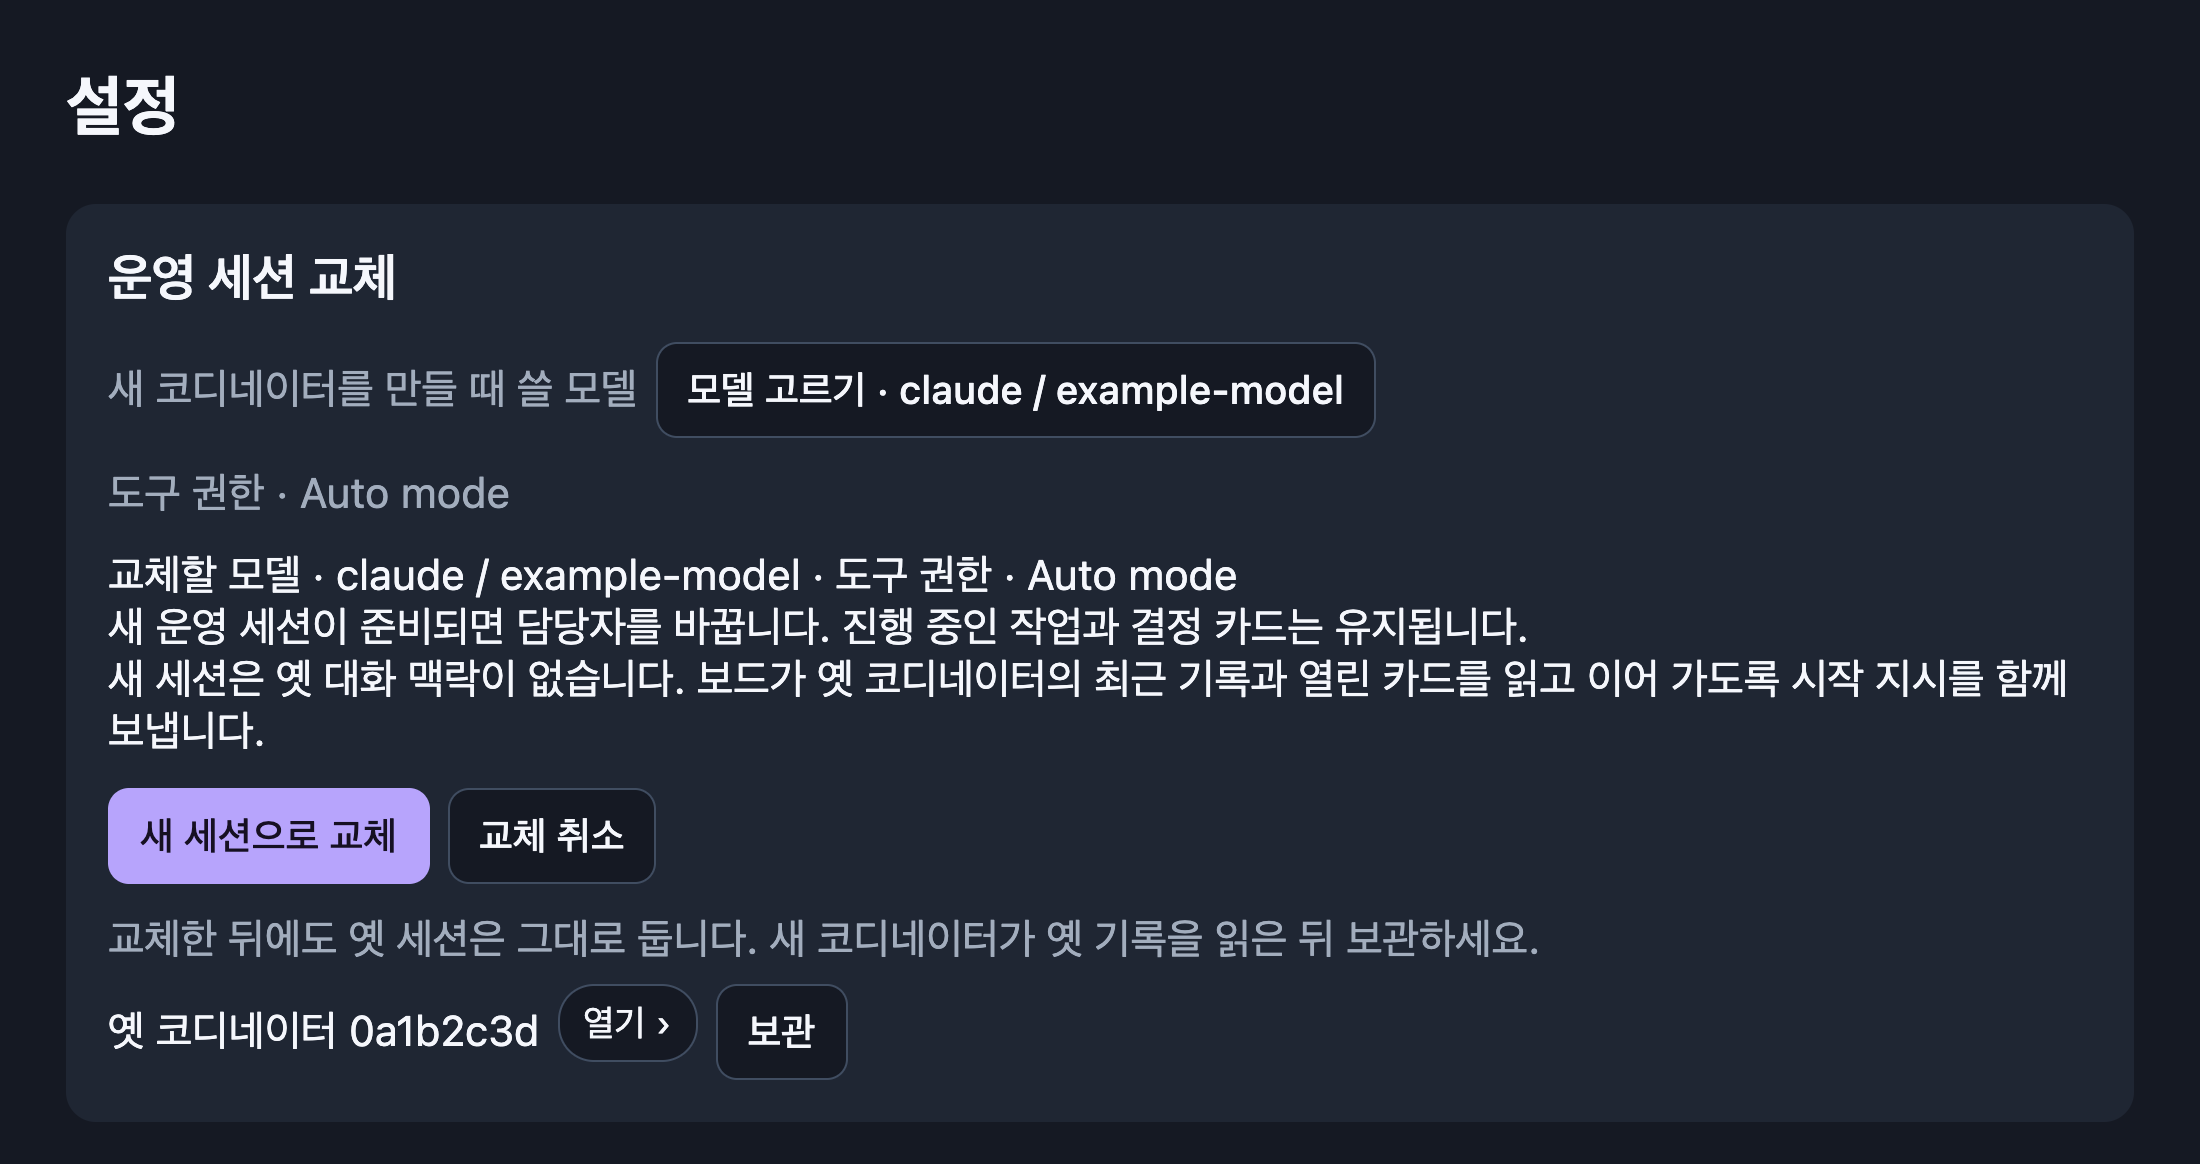 설정
운영 세션 교체
새 코디네이터를 만들 때 쓸 모델 모델 고르기 · claude / example-model
도구 권한 · Auto mode
교체할 모델 · claude / example-model · 도구 권한 · Auto mode
새 운영 세션이 준비되면 담당자를 바꿉니다. 진행 중인 작업과 결정 카드는 유지됩니다.
새 세션은 옛 대화 맥락이 없습니다. 보드가 옛 코디네이터의 최근 기록과 열린 카드를 읽고 이어 가도록 시작 지시를 함께
보냅니다.
새 세션으로 교체 교체 취소
교체한 뒤에도 옛 세션은 그대로 둡니다. 새 코디네이터가 옛 기록을 읽은 뒤 보관하세요.
옛 코디네이터 0a1b2c3d 열기 › 보관